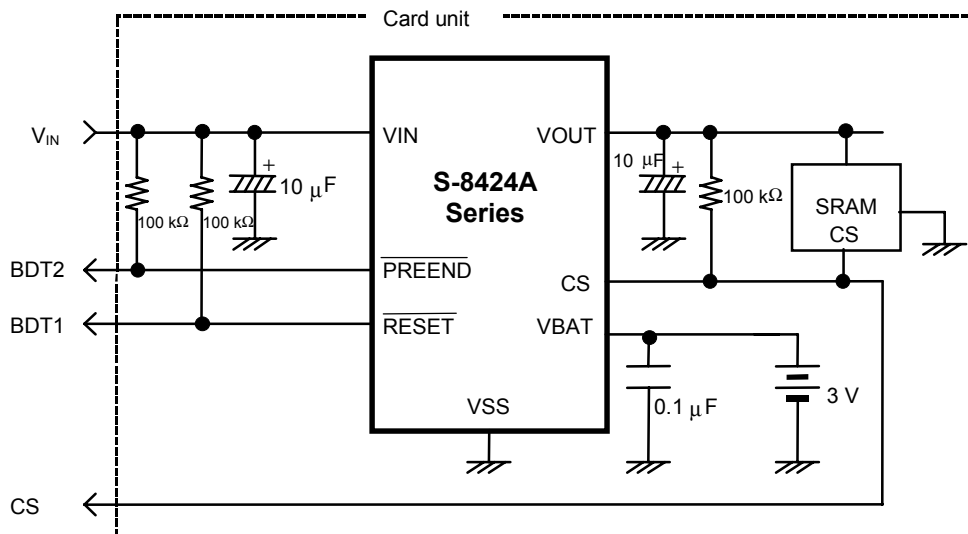 Card unit
V_IN
VIN
VOUT
+
10 μF
100 kΩ
100 kΩ
S-8424A
Series
10 μF
+
100 kΩ
SRAM
CS
BDT2
PREEND
CS
BDT1
RESET
VBAT
VSS
0.1 μF
3 V
CS